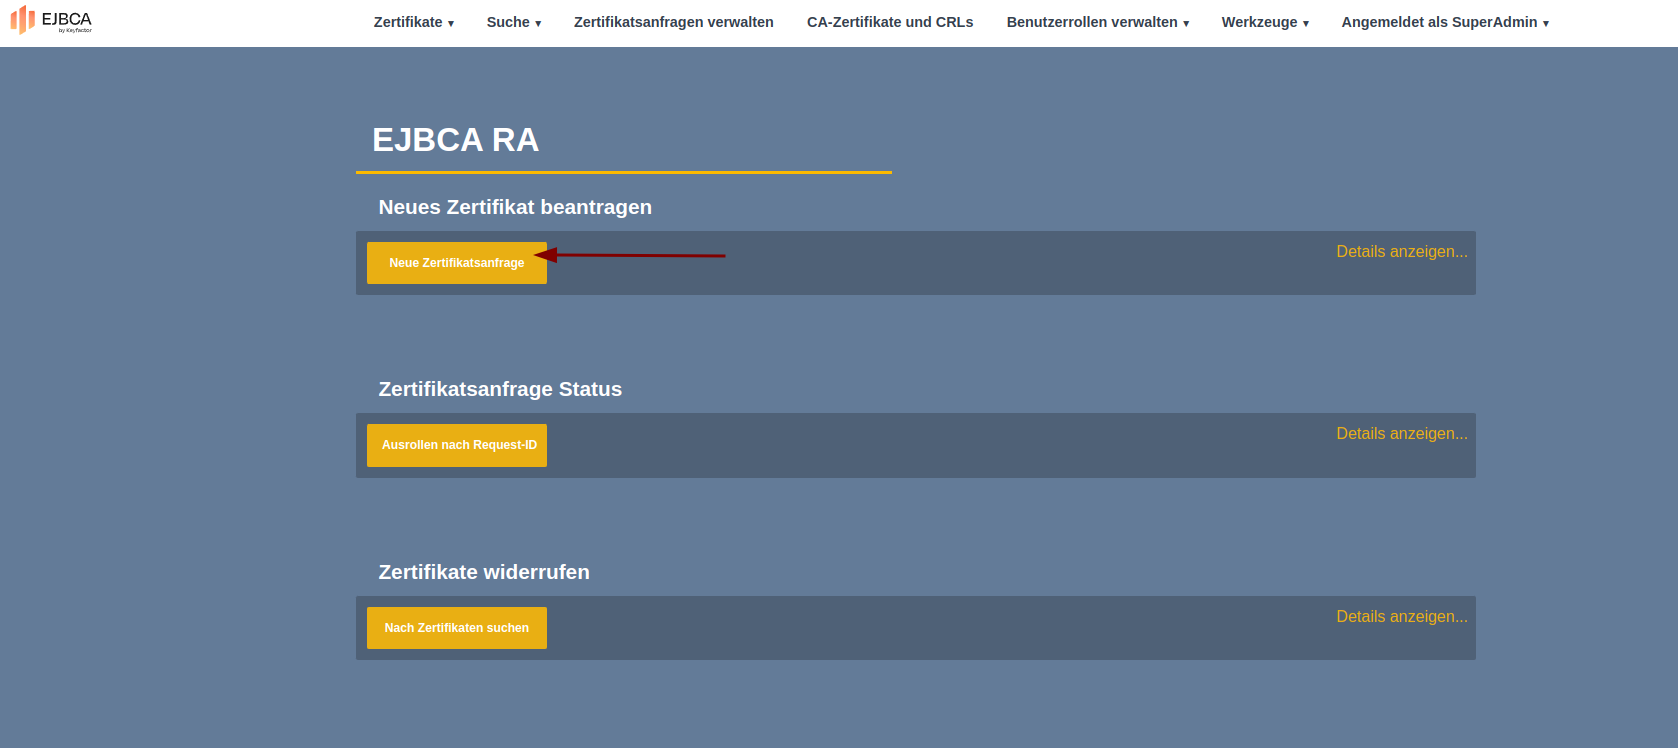 EJBCA
by Keyfactor
Zertifikate ▾ Suche ▾ Zertifikatsanfragen verwalten CA-Zertifikate und CRLs Benutzerrollen verwalten ▾ Werkzeuge ▾ Angemeldet als SuperAdmin ▾
EJBCA RA
Neues Zertifikat beantragen
Neue Zertifikatsanfrage Details anzeigen...
Zertifikatsanfrage Status
Ausrollen nach Request-ID Details anzeigen...
Zertifikate widerrufen
Nach Zertifikaten suchen Details anzeigen...